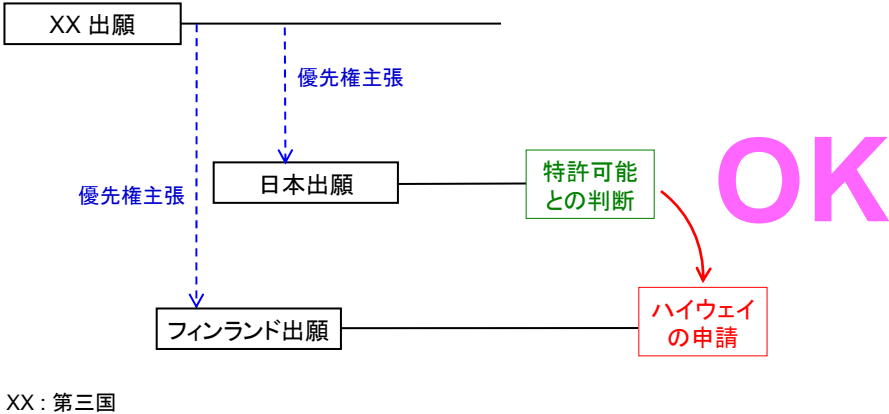 XX 出願
優先権主張
日本出願
特許可能
との判断
OK
優先権主張
フィンランド出願
ハイウェイ
の申請
XX : 第三国